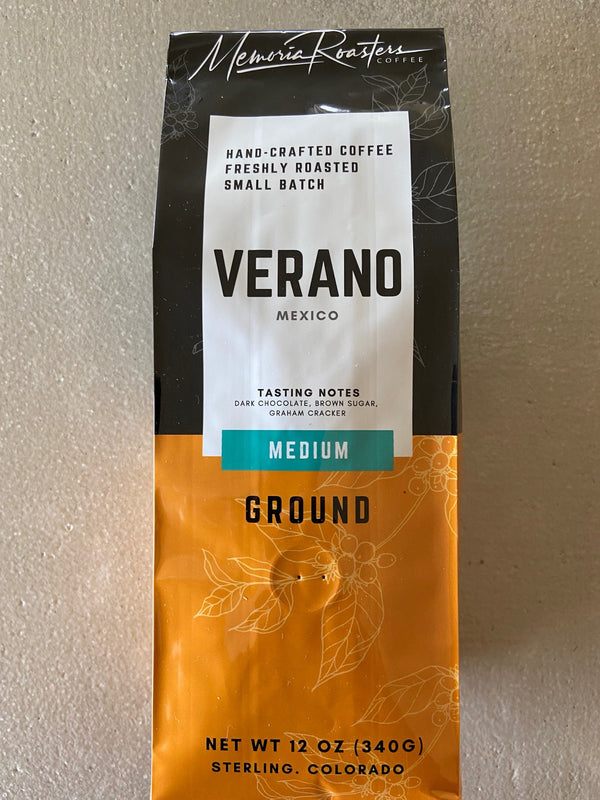 Memoria Roasters
COFFEE
HAND-CRAFTED COFFEE
FRESHLY ROASTED
SMALL BATCH
VERANO
MEXICO
TASTING NOTES
DARK CHOCOLATE, BROWN SUGAR,
GRAHAM CRACKER
MEDIUM
GROUND
NET WT 12 OZ (340G)
STERLING. COLORADO